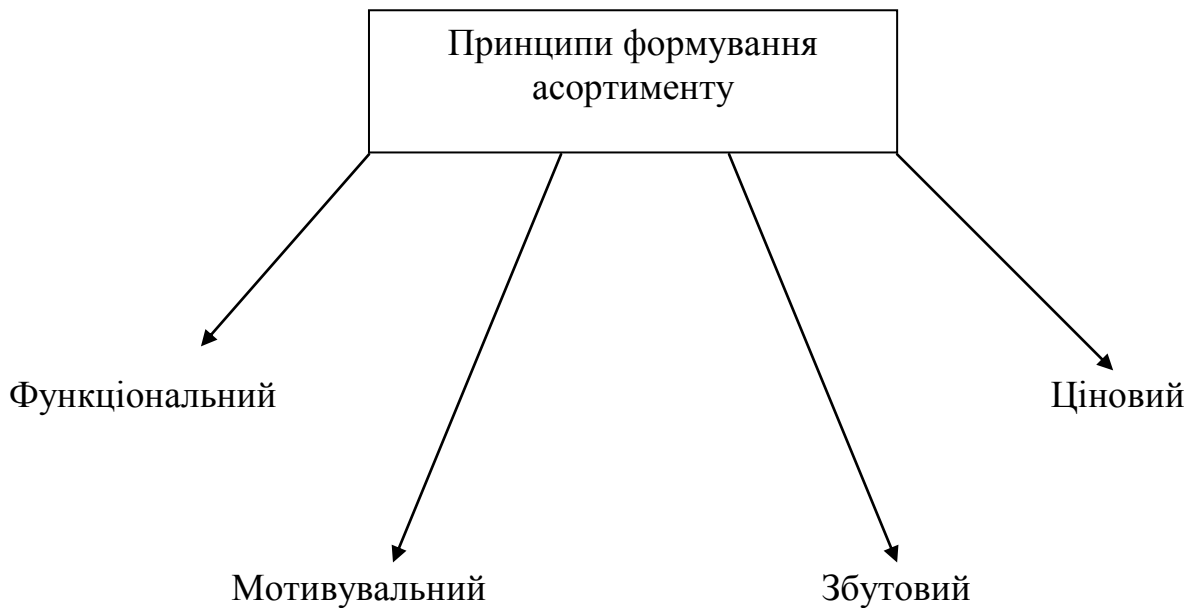 Принципи формування
асортименту
Функціональний
Ціновий
Мотивувальний
Збутовий